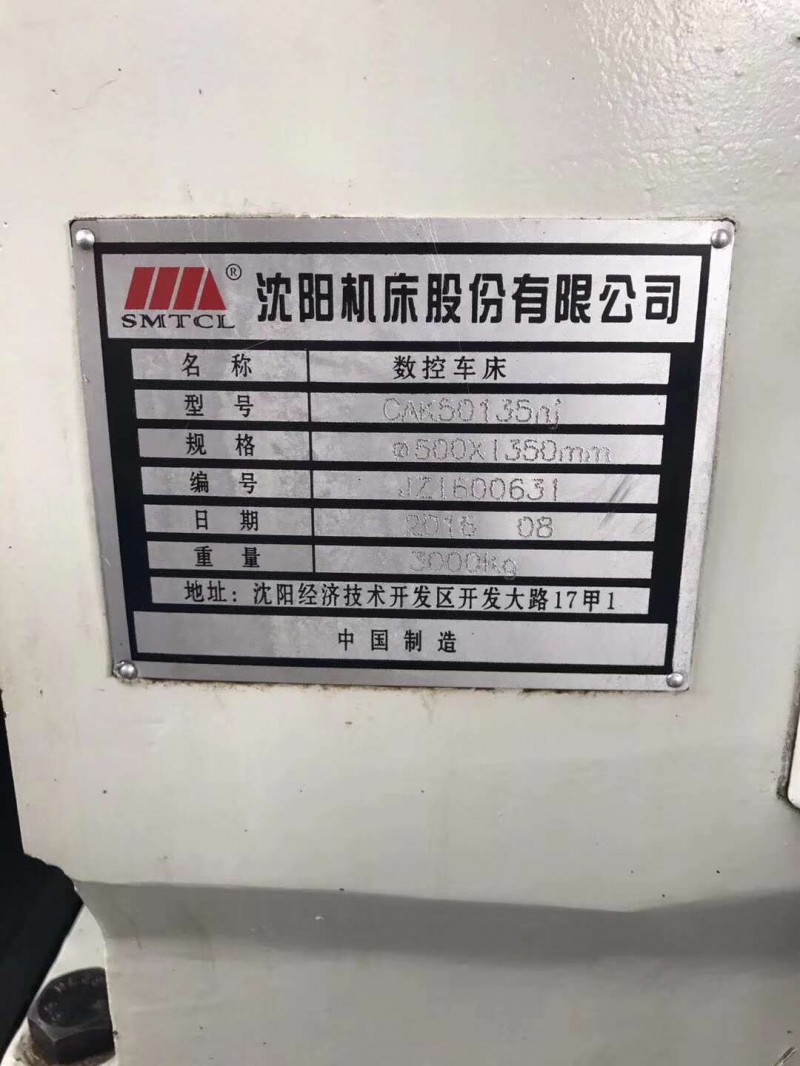 SMTCL ® 沈阳机床股份有限公司
名称 数控车床
型号 CAK50135nj
规格 ø500X1350mm
编号 JZ1600631
日期 2016 08
重量 3000Kg
地址: 沈阳经济技术开发区开发大路17甲1
中国制造